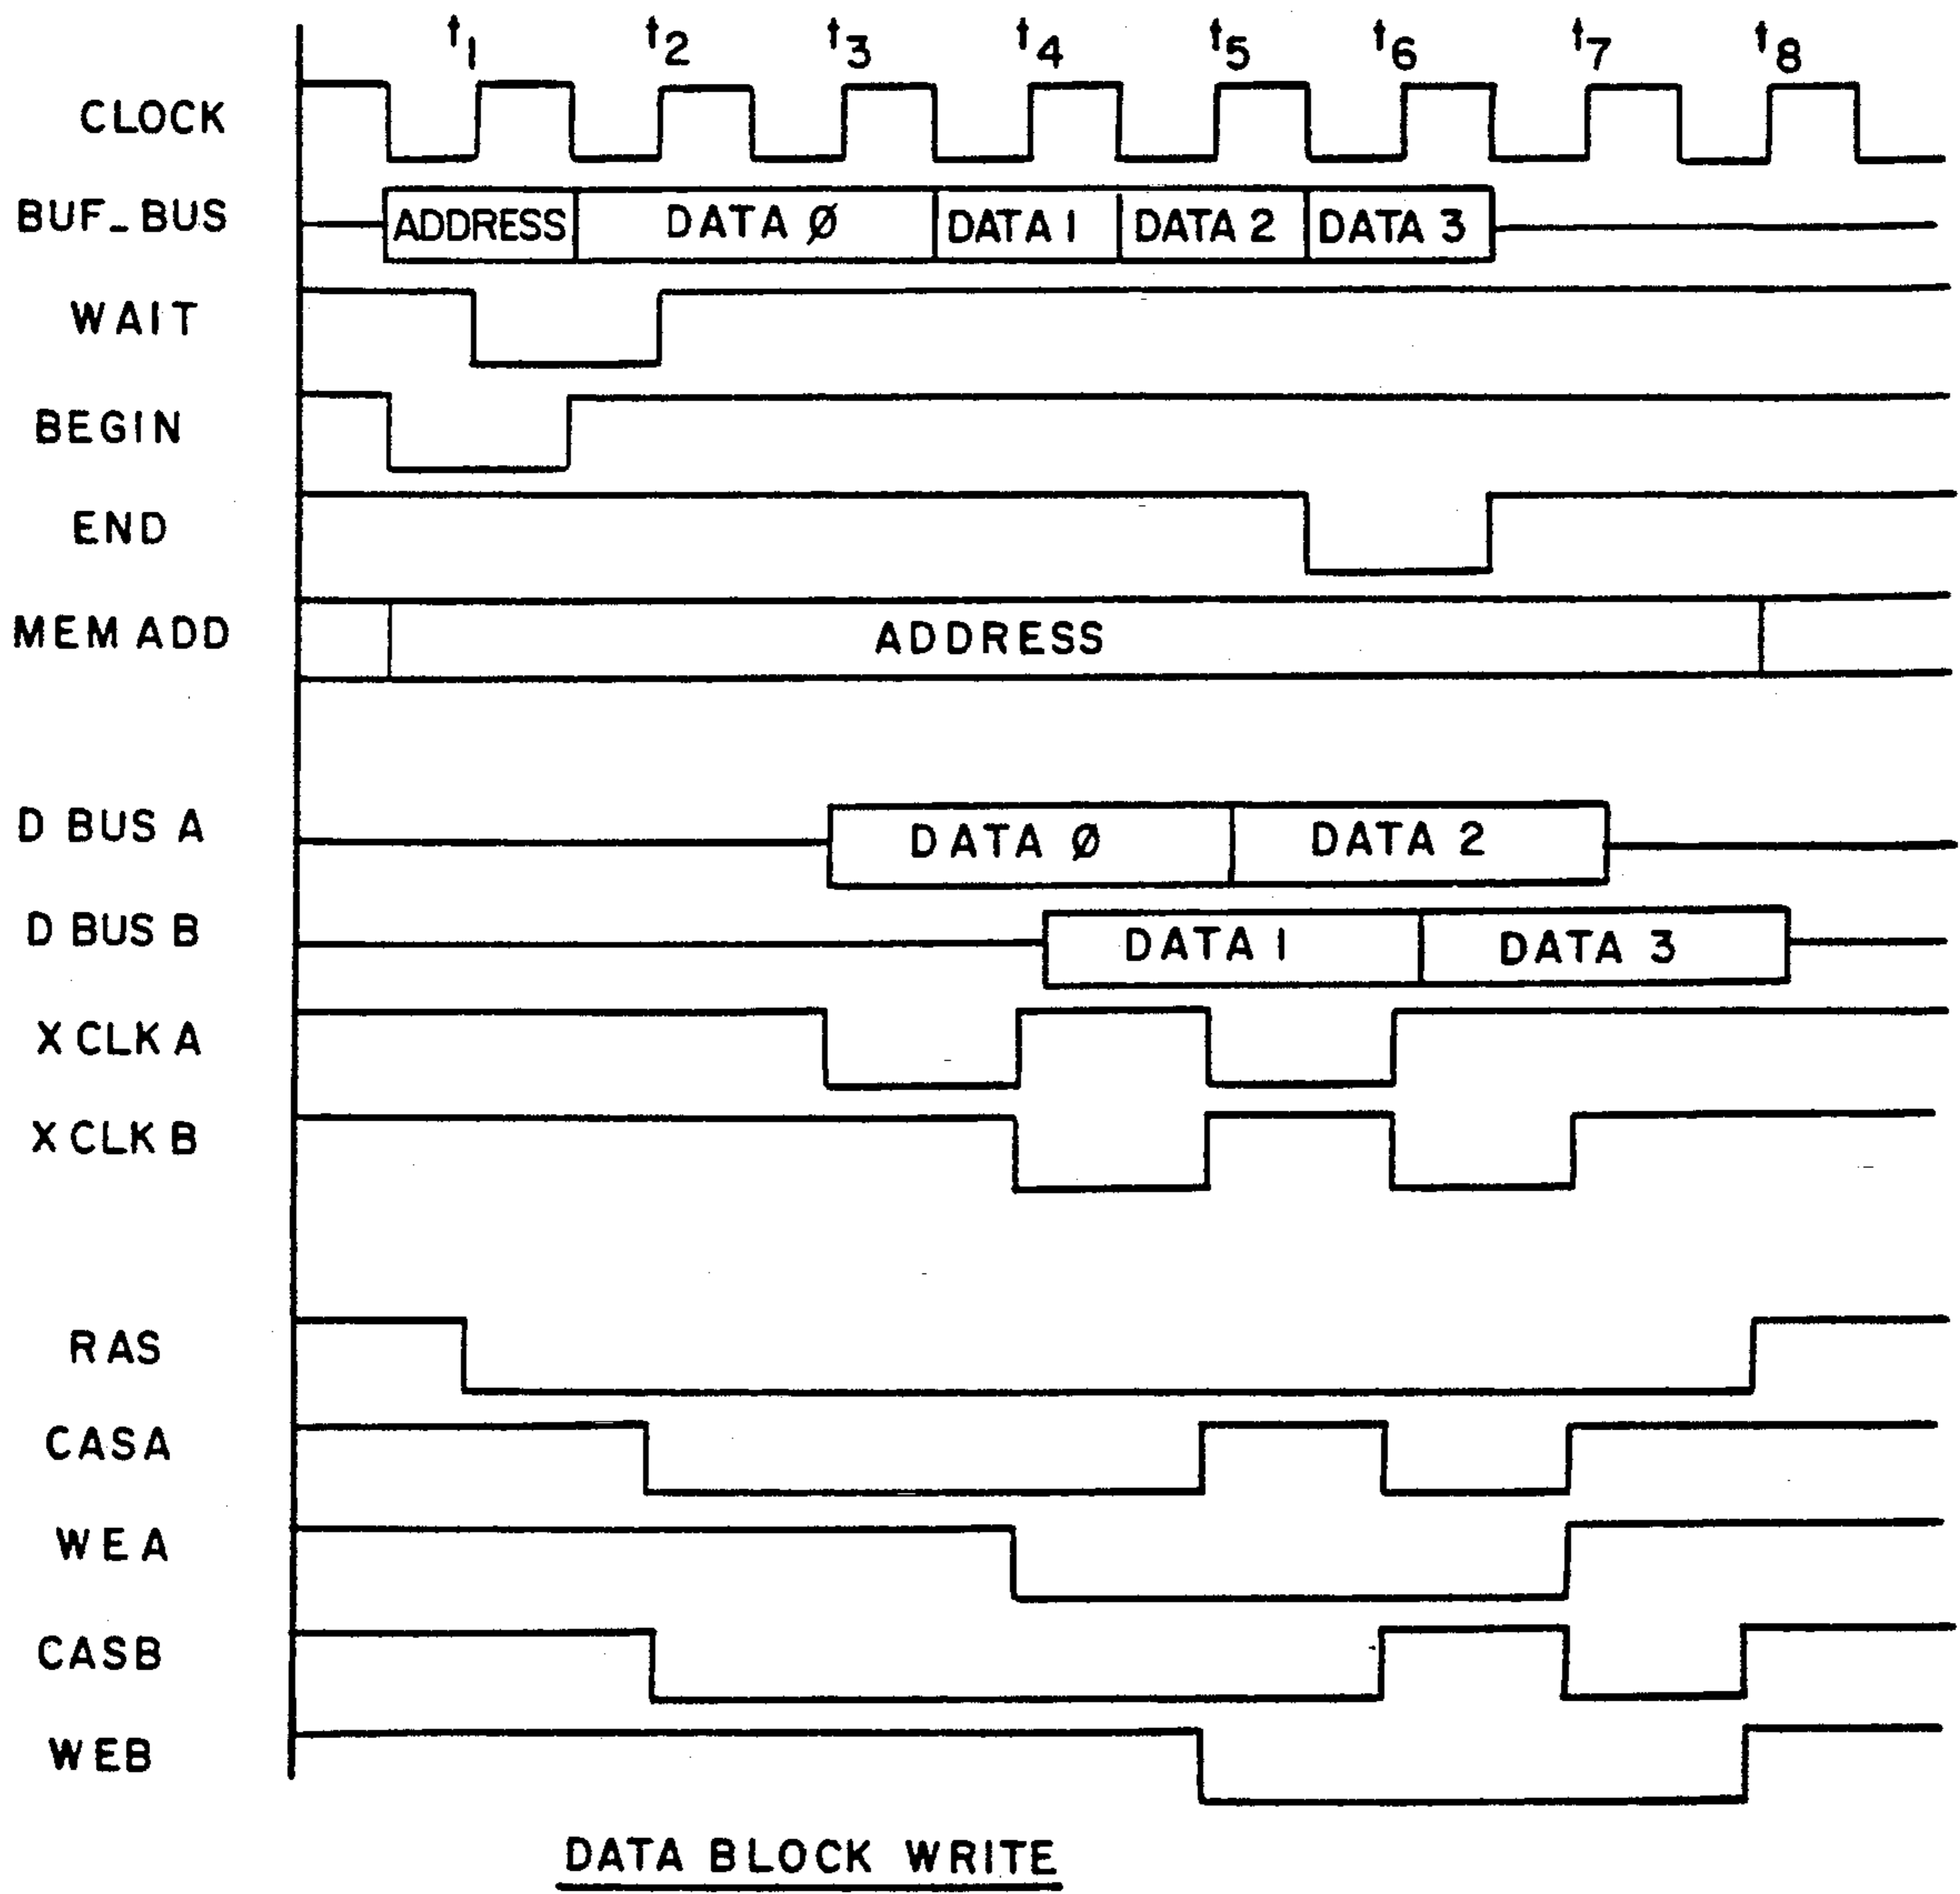 t1 t2 t3 t4 t5 t6 t7 t8
CLOCK
BUF_BUS ADDRESS DATA Ø DATA 1 DATA 2 DATA 3
WAIT
BEGIN
END
MEM ADD ADDRESS
D BUS A DATA Ø DATA 2
D BUS B DATA 1 DATA 3
X CLK A
X CLK B
RAS
CASA
WE A
CASB
WEB
DATA BLOCK WRITE